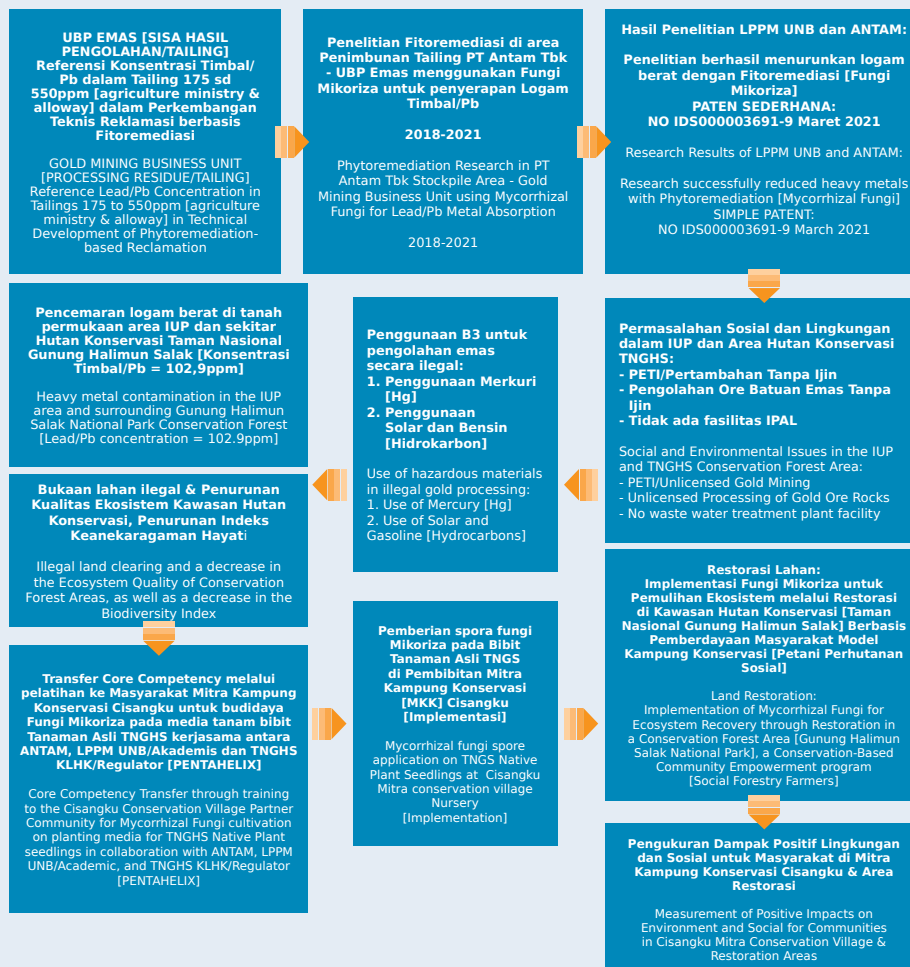 UBP EMAS [SISA HASIL
PENGOLAHAN/TAILING]
Referensi Konsentrasi Timbal/
Pb dalam Tailing 175 sd
550ppm [agriculture ministry &
alloway] dalam Perkembangan
Teknis Reklamasi berbasis
Fitoremediasi
GOLD MINING BUSINESS UNIT
[PROCESSING RESIDUE/TAILING]
Reference Lead/Pb Concentration in
Tailings 175 to 550ppm [agriculture
ministry & alloway] in Technical
Development of Phytoremediation-
based Reclamation
Penelitian Fitoremediasi di area
Penimbunan Tailing PT Antam Tbk
- UBP Emas menggunakan Fungi
Mikoriza untuk penyerapan Logam
Timbal/Pb
2018-2021
Phytoremediation Research in PT
Antam Tbk Stockpile Area - Gold
Mining Business Unit using Mycorrhizal
Fungi for Lead/Pb Metal Absorption
2018-2021
Hasil Penelitian LPPM UNB dan ANTAM:
Penelitian berhasil menurunkan logam
berat dengan Fitoremediasi [Fungi
Mikoriza]
PATEN SEDERHANA:
NO IDS000003691-9 Maret 2021
Research Results of LPPM UNB and ANTAM:
Research successfully reduced heavy metals
with Phytoremediation [Mycorrhizal Fungi]
SIMPLE PATENT:
NO IDS000003691-9 March 2021
Permasalahan Sosial dan Lingkungan
dalam IUP dan Area Hutan Konservasi
TNGHS:
- PETI/Pertambahan Tanpa Ijin
- Pengolahan Ore Batuan Emas Tanpa
Ijin
- Tidak ada fasilitas IPAL
Social and Environmental Issues in the IUP
and TNGHS Conservation Forest Area:
- PETI/Unlicensed Gold Mining
- Unlicensed Processing of Gold Ore Rocks
- No waste water treatment plant facility
Penggunaan B3 untuk
pengolahan emas
secara ilegal:
1. Penggunaan Merkuri
[Hg]
2. Penggunaan
Solar dan Bensin
[Hidrokarbon]
Use of hazardous materials
in illegal gold processing:
1. Use of Mercury [Hg]
2. Use of Solar and
Gasoline [Hydrocarbons]
Pencemaran logam berat di tanah
permukaan area IUP dan sekitar
Hutan Konservasi Taman Nasional
Gunung Halimun Salak [Konsentrasi
Timbal/Pb = 102,9ppm]
Heavy metal contamination in the IUP
area and surrounding Gunung Halimun
Salak National Park Conservation Forest
[Lead/Pb concentration = 102.9ppm]
Bukaan lahan ilegal & Penurunan
Kualitas Ekosistem Kawasan Hutan
Konservasi, Penurunan Indeks
Keanekaragaman Hayati
Illegal land clearing and a decrease in
the Ecosystem Quality of Conservation
Forest Areas, as well as a decrease in the
Biodiversity Index
Transfer Core Competency melalui
pelatihan ke Masyarakat Mitra Kampung
Konservasi Cisangku untuk budidaya
Fungi Mikoriza pada media tanam bibit
Tanaman Asli TNGHS kerjasama antara
ANTAM, LPPM UNB/Akademis dan TNGHS
KLHK/Regulator [PENTAHELIX]
Core Competency Transfer through training
to the Cisangku Conservation Village Partner
Community for Mycorrhizal Fungi cultivation
on planting media for TNGHS Native Plant
seedlings in collaboration with ANTAM, LPPM
UNB/Academic, and TNGHS KLHK/Regulator
[PENTAHELIX]
Pemberian spora fungi
Mikoriza pada Bibit
Tanaman Asli TNGS
di Pembibitan Mitra
Kampung Konservasi
[MKK] Cisangku
[Implementasi]
Mycorrhizal fungi spore
application on TNGS Native
Plant Seedlings at Cisangku
Mitra conservation village
Nursery
[Implementation]
Restorasi Lahan:
Implementasi Fungi Mikoriza untuk
Pemulihan Ekosistem melalui Restorasi
di Kawasan Hutan Konservasi [Taman
Nasional Gunung Halimun Salak] Berbasis
Pemberdayaan Masyarakat Model
Kampung Konservasi [Petani Perhutanan
Sosial]
Land Restoration:
Implementation of Mycorrhizal Fungi for
Ecosystem Recovery through Restoration in
a Conservation Forest Area [Gunung Halimun
Salak National Park], a Conservation-Based
Community Empowerment program
[Social Forestry Farmers]
Pengukuran Dampak Positif Lingkungan
dan Sosial untuk Masyarakat di Mitra
Kampung Konservasi Cisangku & Area
Restorasi
Measurement of Positive Impacts on
Environment and Social for Communities
in Cisangku Mitra Conservation Village &
Restoration Areas